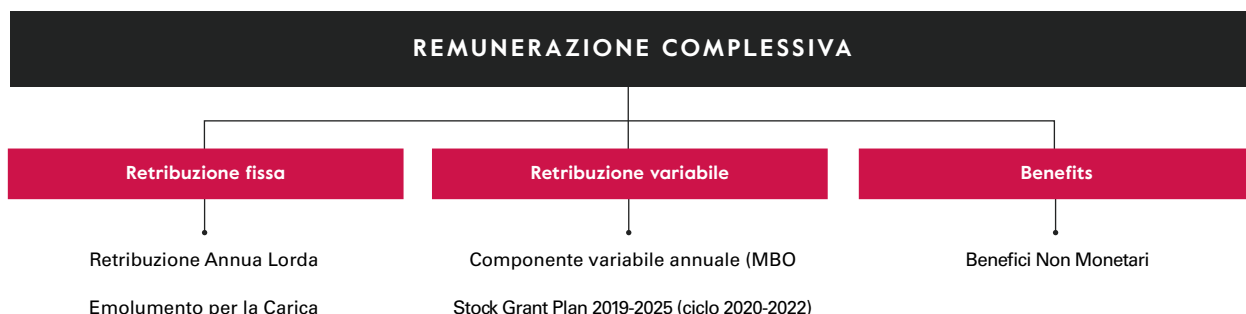 REMUNERAZIONE COMPLESSIVA
Retribuzione fissa
Retribuzione variabile
Benefits
Retribuzione Annua Lorda
Componente variabile annuale (MBO
Benefici Non Monetari
Emolumento per la Carica
Stock Grant Plan 2019-2025 (ciclo 2020-2022)